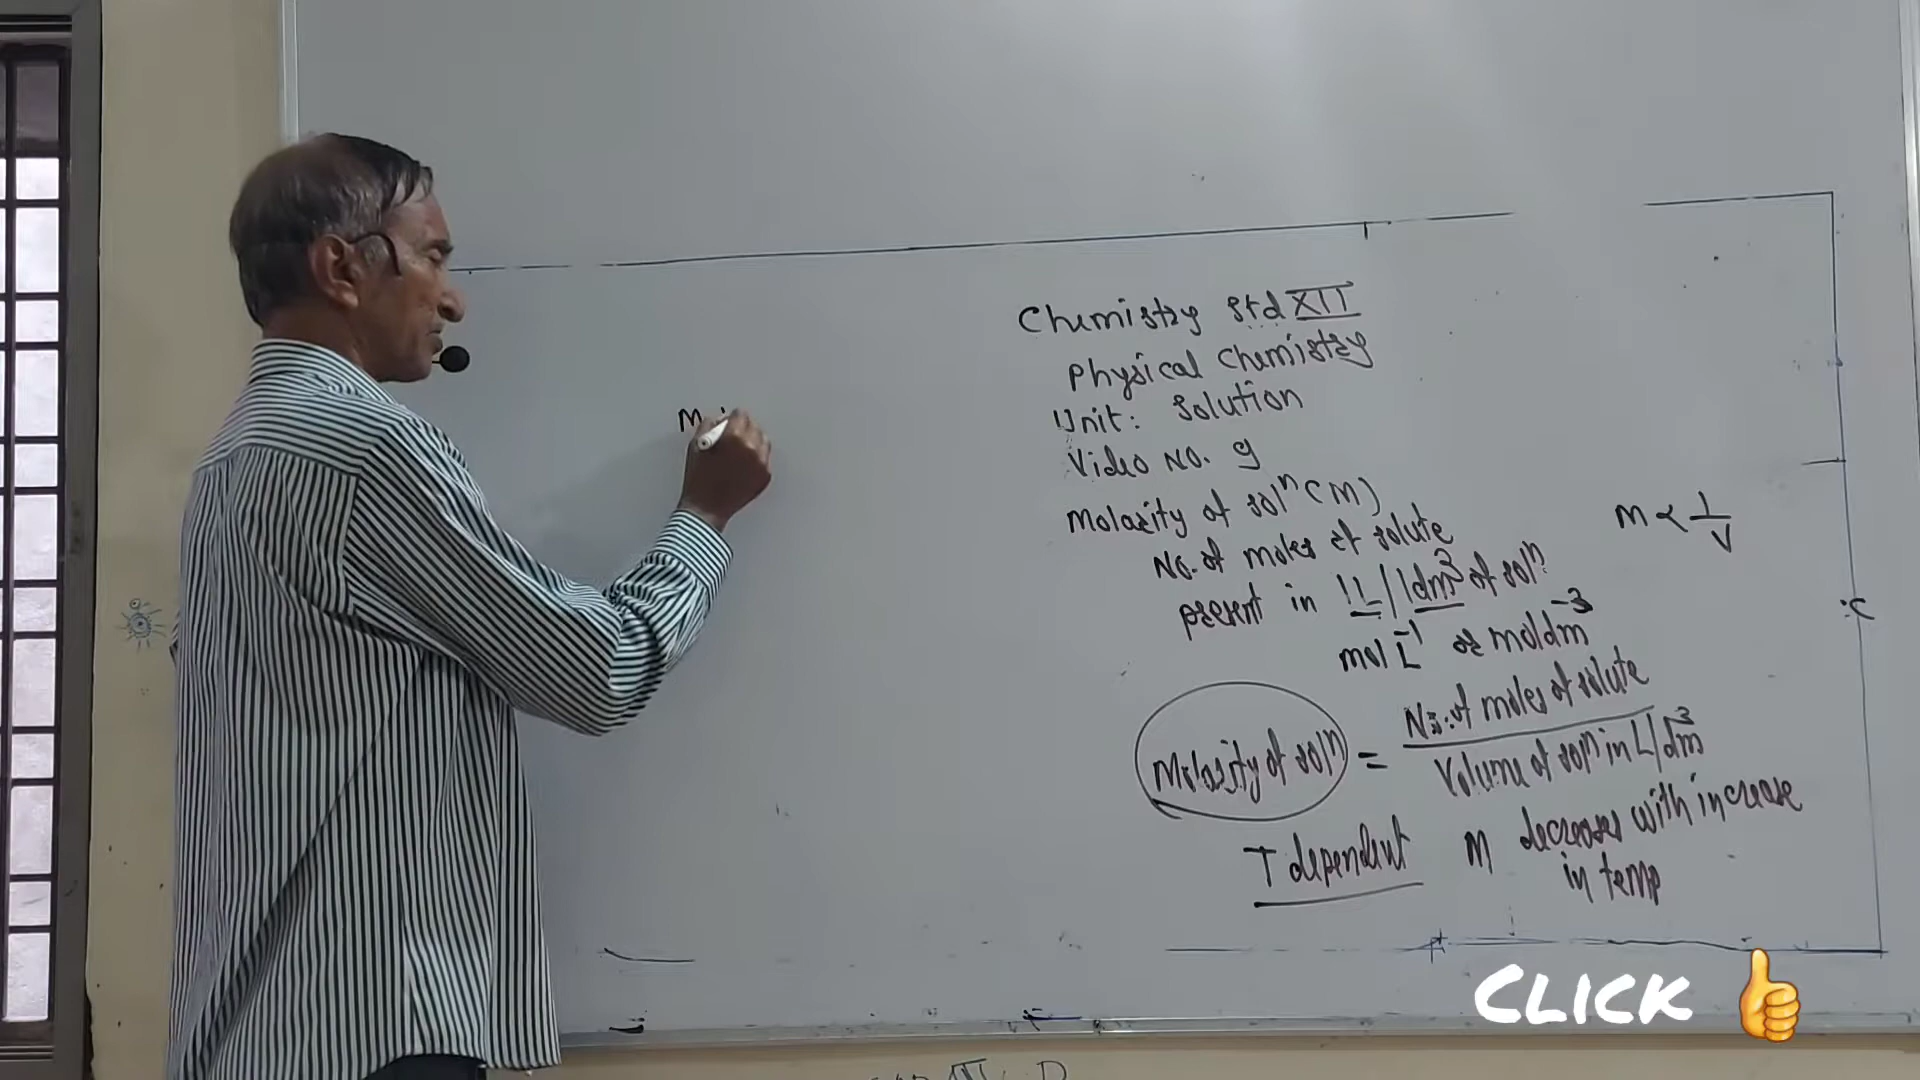 Chemistry std XII
Physical Chemistry
Unit: Solution
Video No. 9
Molarity of solⁿ (M)
No. of moles of solute
present in 1L/1dm³ of solⁿ.
mol L⁻¹ or mol dm⁻³
M ∝ 1/V
Molarity of solⁿ = No. of moles of solute
Volume of solⁿ in L/dm³
T dependent M decreases with increase
in temp
M
CLICK 👍